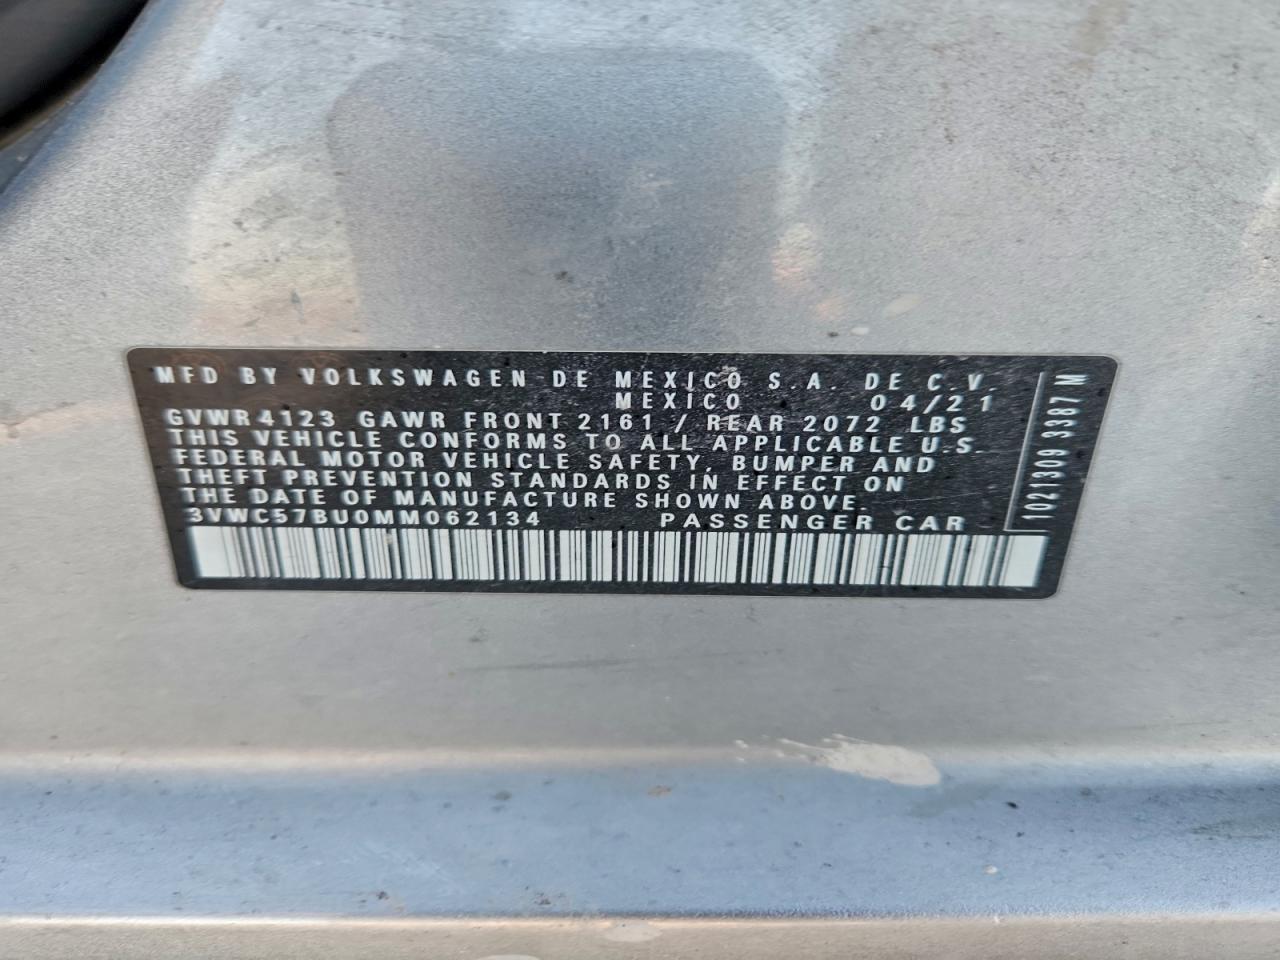 MFD BY VOLKSWAGEN DE MEXICO S.A. DE C.V.
MEXICO 04/21
GVWR 4123 GAWR FRONT 2161 / REAR 2072 LBS
THIS VEHICLE CONFORMS TO ALL APPLICABLE U.S.
FEDERAL MOTOR VEHICLE SAFETY, BUMPER AND
THEFT PREVENTION STANDARDS IN EFFECT ON
THE DATE OF MANUFACTURE SHOWN ABOVE.
3VWC57BU0MM062134 PASSENGER CAR
1021309 3387 M